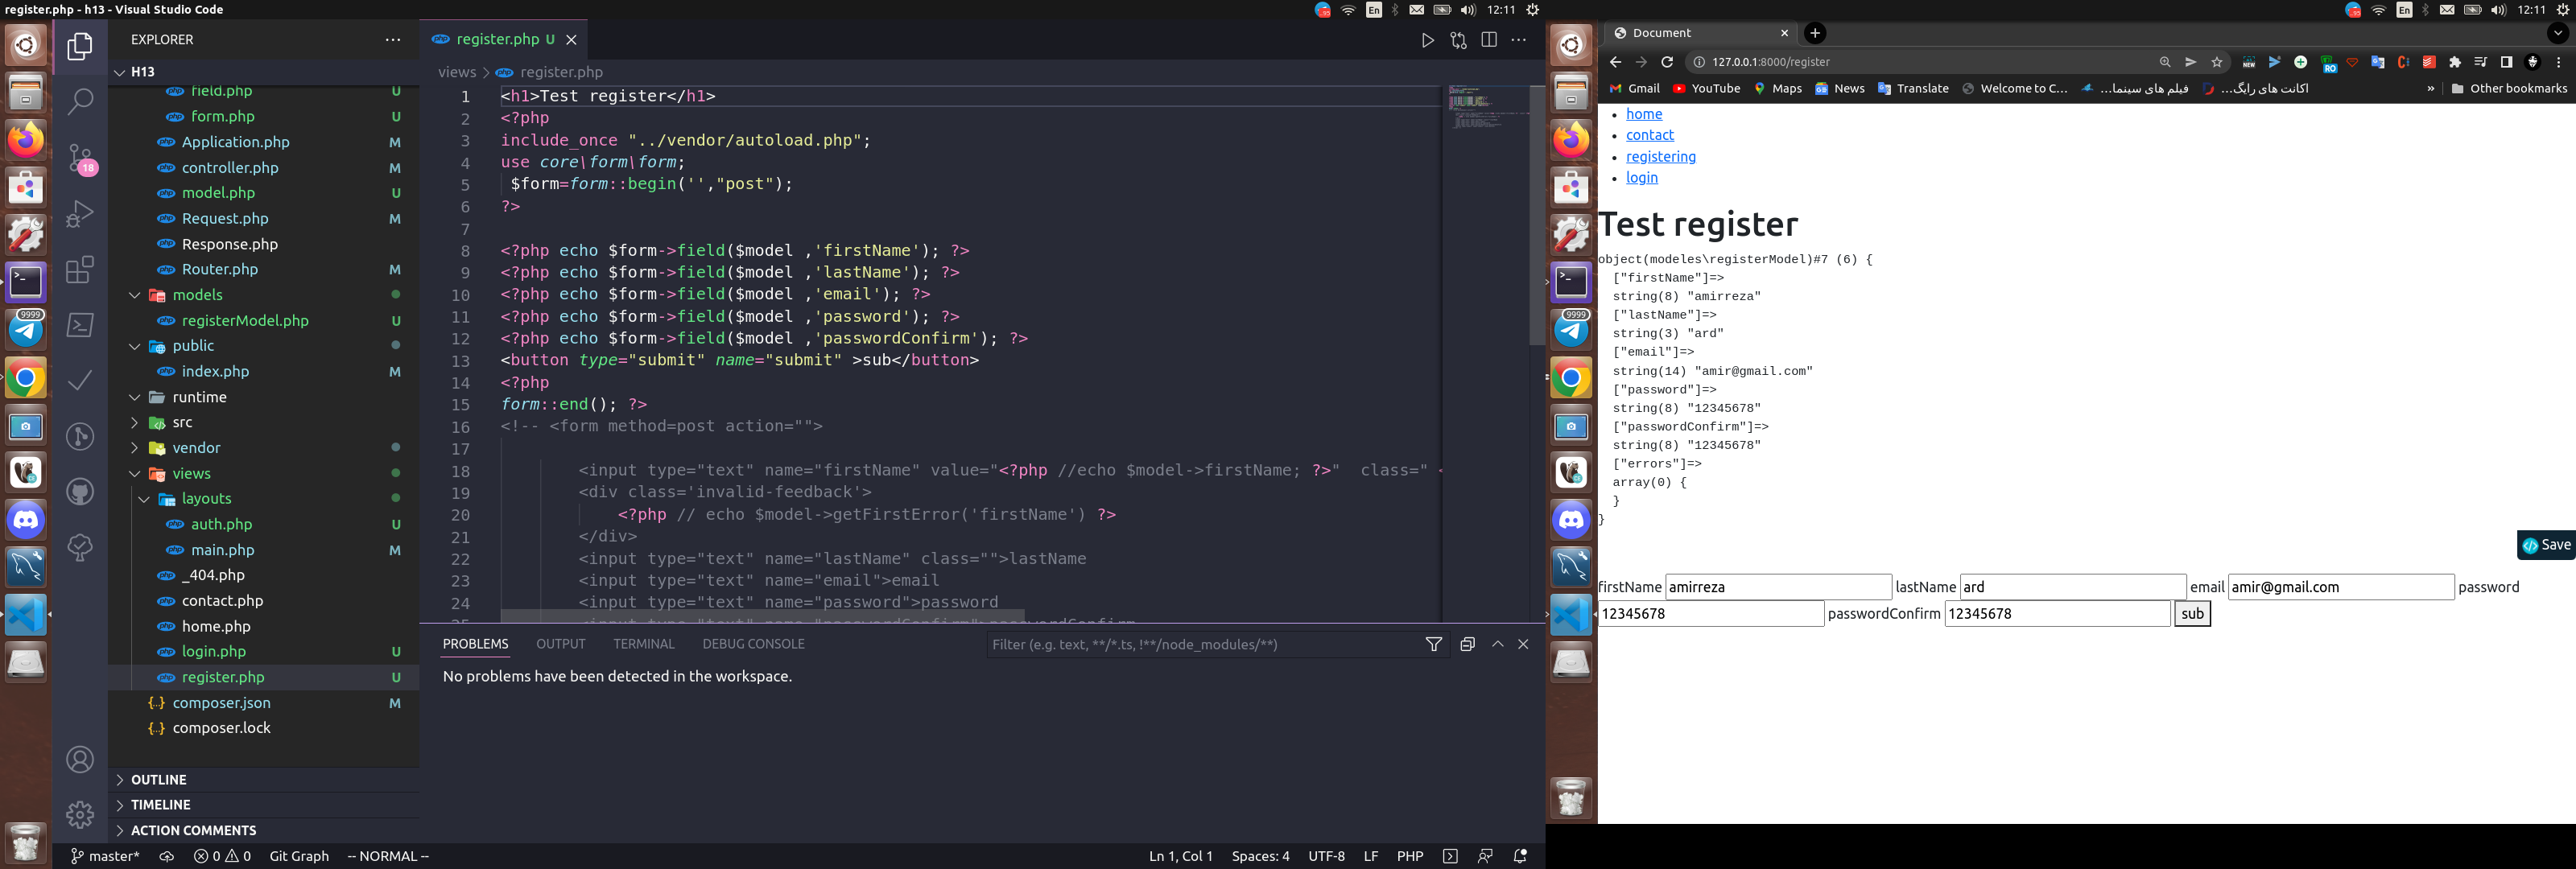 register.php - h13 - Visual Studio Code
En
12:11
En
12:11
EXPLORER
H13
field.php U
form.php U
Application.php M
controller.php M
model.php U
Request.php M
Response.php
Router.php M
models
registerModel.php U
public
index.php M
runtime
src
vendor
views
layouts
auth.php U
main.php M
_404.php
contact.php
home.php
login.php U
register.php U
composer.json M
composer.lock
OUTLINE
TIMELINE
ACTION COMMENTS
18
9999
register.php U
views > register.php
1 <h1>Test register</h1>
2 <?php
3 include_once "../vendor/autoload.php";
4 use core\form\form;
5 $form=form::begin('',"post");
6 ?>
7
8 <?php echo $form->field($model ,'firstName'); ?>
9 <?php echo $form->field($model ,'lastName'); ?>
10 <?php echo $form->field($model ,'email'); ?>
11 <?php echo $form->field($model ,'password'); ?>
12 <?php echo $form->field($model ,'passwordConfirm'); ?>
13 <button type="submit" name="submit" >sub</button>
14 <?php
15 form::end(); ?>
16 <!-- <form method=post action="">
17
18 <input type="text" name="firstName" value="<?php //echo $model->firstName; ?>" class=" <
19 <div class='invalid-feedback'>
20 <?php // echo $model->getFirstError('firstName') ?>
21 </div>
22 <input type="text" name="lastName" class="">lastName
23 <input type="text" name="email">email
24 <input type="text" name="password">password
PROBLEMS OUTPUT TERMINAL DEBUG CONSOLE
Filter (e.g. text, **/*.ts, !**/node_modules/**)
No problems have been detected in the workspace.
master* 0 0 Git Graph -- NORMAL --
Ln 1, Col 1 Spaces: 4 UTF-8 LF PHP
9999
Document
127.0.0.1:8000/register
NEW
RO
Gmail YouTube Maps News Translate Welcome to C... فیلم های سینما... اکانت های رایگ... » Other bookmarks
home
contact
registering
login
Test register
object(modeles\registerModel)#7 (6) {
["firstName"]=>
string(8) "amirreza"
["lastName"]=>
string(3) "ard"
["email"]=>
string(14) "amir@gmail.com"
["password"]=>
string(8) "12345678"
["passwordConfirm"]=>
string(8) "12345678"
["errors"]=>
array(0) {
}
}
Save
firstName amirreza lastName ard email amir@gmail.com password
12345678 passwordConfirm 12345678 sub